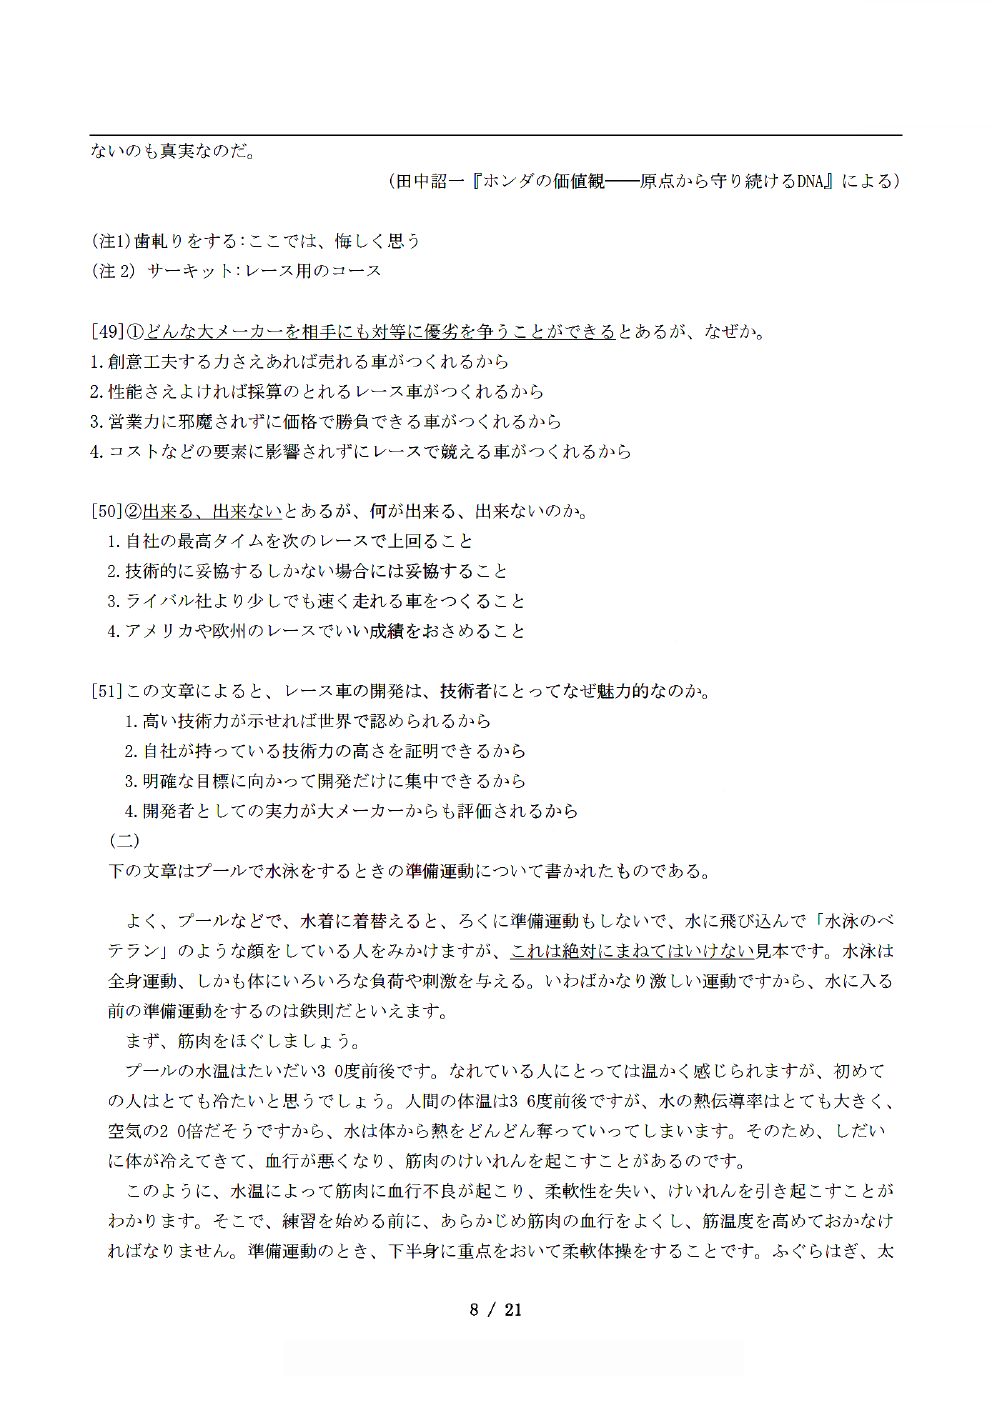 ないのも真実なのだ。
(田中詔一『ホンダの価値観――原点から守り続けるDNA』による)
(注1)歯軋りをする:ここでは、悔しく思う
(注2) サーキット:レース用のコース
[49]①どんな大メーカーを相手にも対等に優劣を争うことができるとあるが、なぜか。
1.創意工夫する力さえあれば売れる車がつくれるから
2.性能さえよければ採算のとれるレース車がつくれるから
3.営業力に邪魔されずに価格で勝負できる車がつくれるから
4.コストなどの要素に影響されずにレースで競える車がつくれるから
[50]②出来る、出来ないとあるが、何が出来る、出来ないのか。
1.自社の最高タイムを次のレースで上回ること
2.技術的に妥協するしかない場合には妥協すること
3.ライバル社より少しでも速く走れる車をつくること
4.アメリカや欧州のレースでいい成績をおさめること
[51]この文章によると、レース車の開発は、技術者にとってなぜ魅力的なのか。
1.高い技術力が示せれば世界で認められるから
2.自社が持っている技術力の高さを証明できるから
3.明確な目標に向かって開発だけに集中できるから
4.開発者としての実力が大メーカーからも評価されるから
(二)
下の文章はプールで水泳をするときの準備運動について書かれたものである。
よく、プールなどで、水着に着替えると、ろくに準備運動もしないで、水に飛び込んで「水泳のベ
テラン」のような顔をしている人をみかけますが、これは絶対にまねてはいけない見本です。水泳は
全身運動、しかも体にいろいろな負荷や刺激を与える。いわばかなり激しい運動ですから、水に入る
前の準備運動をするのは鉄則だといえます。
まず、筋肉をほぐしましょう。
プールの水温はたいだい3 0度前後です。なれている人にとっては温かく感じられますが、初めて
の人はとても冷たいと思うでしょう。人間の体温は3 6度前後ですが、水の熱伝導率はとても大きく、
空気の2 0倍だそうですから、水は体から熱をどんどん奪っていってしまいます。そのため、しだい
に体が冷えてきて、血行が悪くなり、筋肉のけいれんを起こすことがあるのです。
このように、水温によって筋肉に血行不良が起こり、柔軟性を失い、けいれんを引き起こすことが
わかります。そこで、練習を始める前に、あらかじめ筋肉の血行をよくし、筋温度を高めておかなけ
ればなりません。準備運動のとき、下半身に重点をおいて柔軟体操をすることです。ふぐらはぎ、太
8 / 21